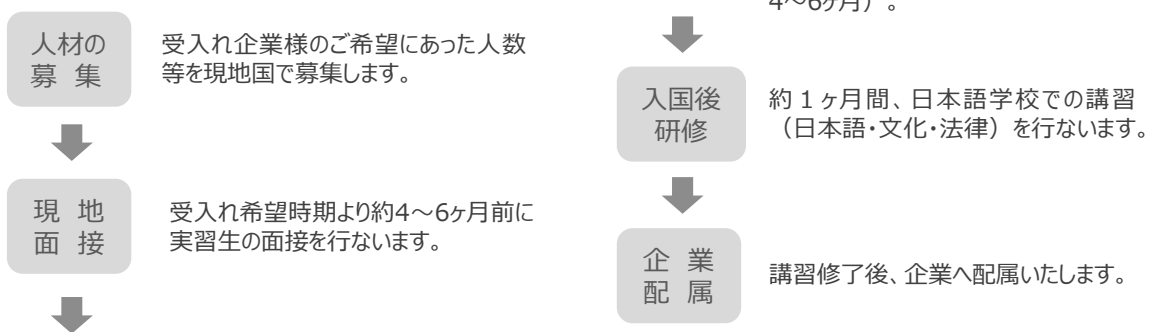 人材の
募 集
受入れ企業様のご希望にあった人数
等を現地国で募集します。
現 地
面 接
受入れ希望時期より約4～6ヶ月前に
実習生の面接を行ないます。
4～6ヶ月）。
入国後
研修
約１ヶ月間、日本語学校での講習
（日本語・文化・法律）を行ないます。
企 業
配 属
講習修了後、企業へ配属いたします。